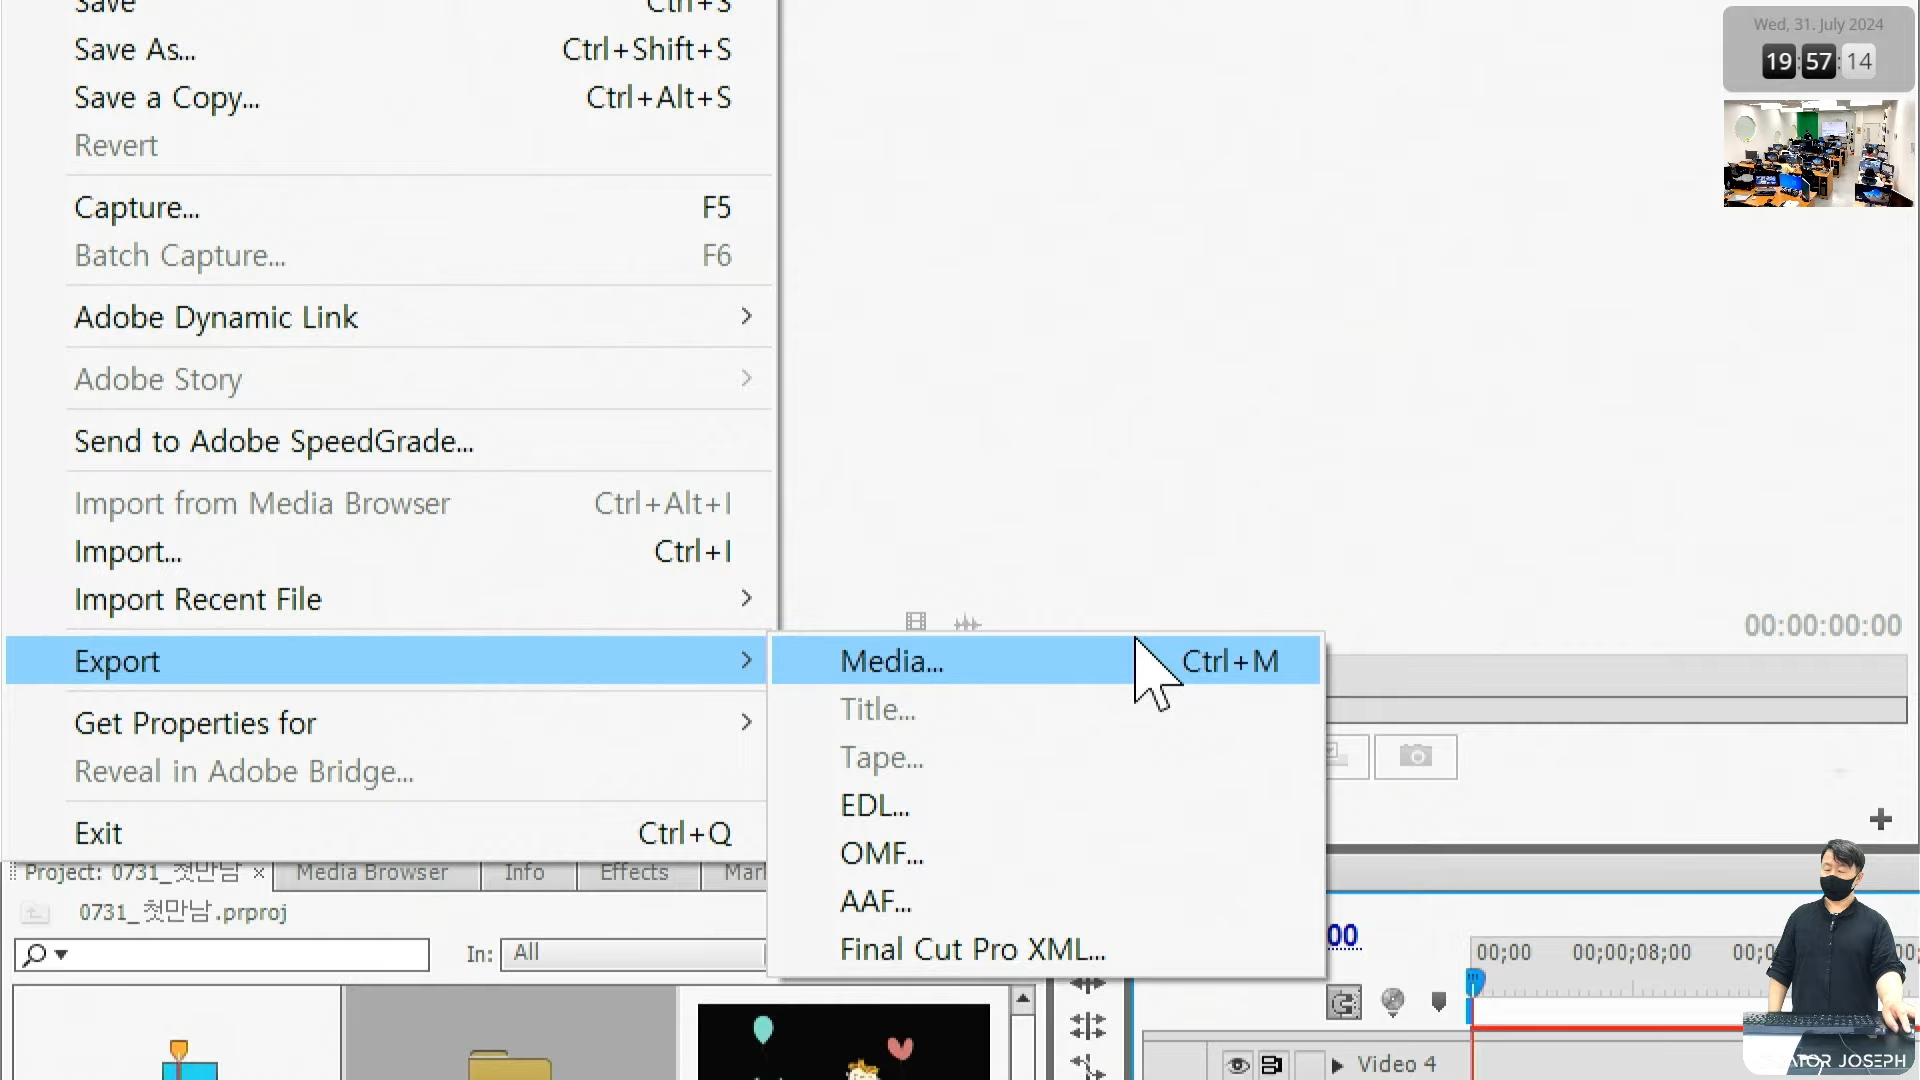 Save Ctrl+S
Save As... Ctrl+Shift+S
Save a Copy... Ctrl+Alt+S
Revert
Capture... F5
Batch Capture... F6
Adobe Dynamic Link
Adobe Story
Send to Adobe SpeedGrade...
Import from Media Browser Ctrl+Alt+I
Import... Ctrl+I
Import Recent File
Export
Get Properties for
Reveal in Adobe Bridge...
Exit Ctrl+Q
Media... Ctrl+M
Title...
Tape...
EDL...
OMF...
AAF...
Final Cut Pro XML...
Wed, 31. July 2024
19:57:14
00:00:00:00
Project: 0731_첫만남 × Media Browser Info Effects Mar
0731_첫만남.prproj
In: All
00
00;00 00;00;08;00 00;0
Video 4
ATOR JOSEPH